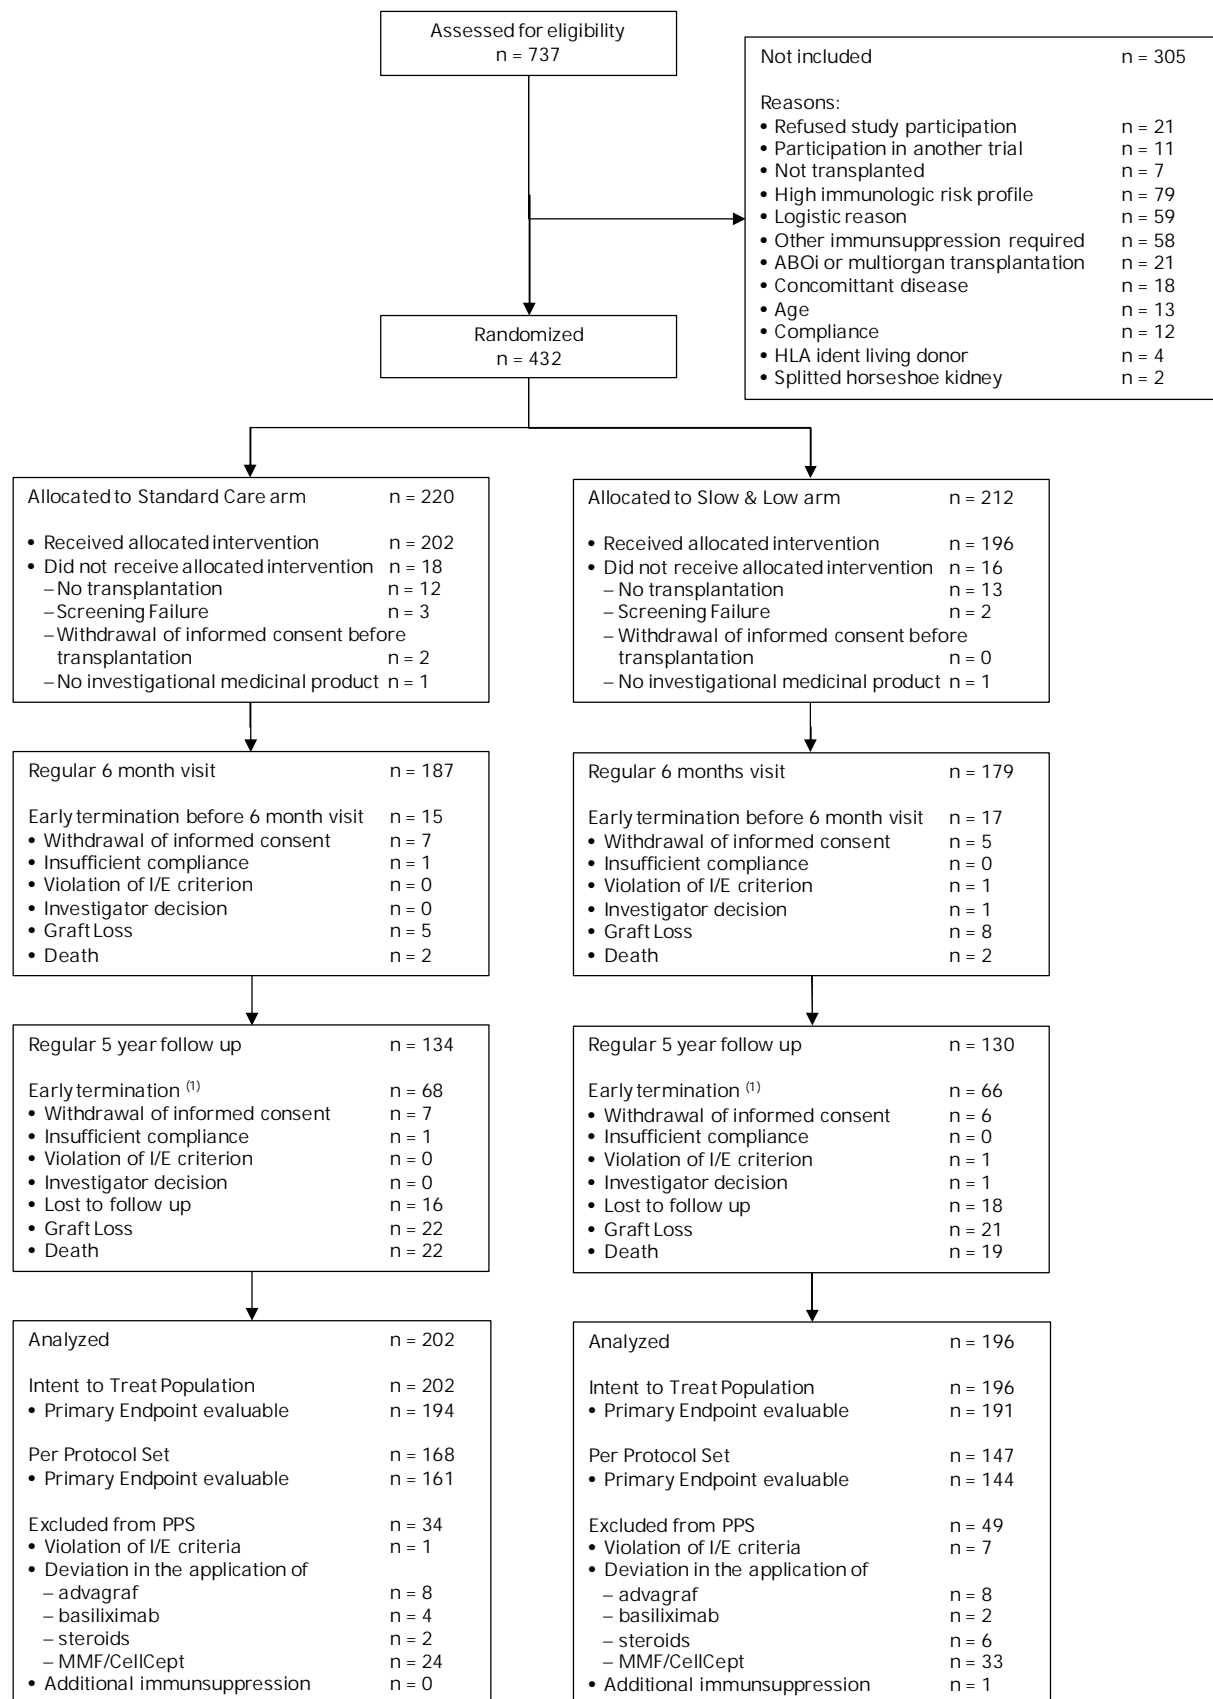 Assessed for eligibility
n = 737
Not included n = 305
Reasons:
• Refused study participation n = 21
• Participation in another trial n = 11
• Not transplanted n = 7
• High immunologic risk profile n = 79
• Logistic reason n = 59
• Other immunsuppression required n = 58
• ABOi or multiorgan transplantation n = 21
• Concomittant disease n = 18
• Age n = 13
• Compliance n = 12
• HLA ident living donor n = 4
• Splitted horseshoe kidney n = 2
Randomized
n = 432
Allocated to Standard Care arm n = 220
• Received allocated intervention n = 202
• Did not receive allocated intervention n = 18
– No transplantation n = 12
– Screening Failure n = 3
– Withdrawal of informed consent before
transplantation n = 2
– No investigational medicinal product n = 1
Allocated to Slow & Low arm n = 212
• Received allocated intervention n = 196
• Did not receive allocated intervention n = 16
– No transplantation n = 13
– Screening Failure n = 2
– Withdrawal of informed consent before
transplantation n = 0
– No investigational medicinal product n = 1
Regular 6 month visit n = 187
Early termination before 6 month visit n = 15
• Withdrawal of informed consent n = 7
• Insufficient compliance n = 1
• Violation of I/E criterion n = 0
• Investigator decision n = 0
• Graft Loss n = 5
• Death n = 2
Regular 6 months visit n = 179
Early termination before 6 month visit n = 17
• Withdrawal of informed consent n = 5
• Insufficient compliance n = 0
• Violation of I/E criterion n = 1
• Investigator decision n = 1
• Graft Loss n = 8
• Death n = 2
Regular 5 year follow up n = 134
Early termination (1) n = 68
• Withdrawal of informed consent n = 7
• Insufficient compliance n = 1
• Violation of I/E criterion n = 0
• Investigator decision n = 0
• Lost to follow up n = 16
• Graft Loss n = 22
• Death n = 22
Regular 5 year follow up n = 130
Early termination (1) n = 66
• Withdrawal of informed consent n = 6
• Insufficient compliance n = 0
• Violation of I/E criterion n = 1
• Investigator decision n = 1
• Lost to follow up n = 18
• Graft Loss n = 21
• Death n = 19
Analyzed n = 202
Intent to Treat Population n = 202
• Primary Endpoint evaluable n = 194
Per Protocol Set n = 168
• Primary Endpoint evaluable n = 161
Excluded from PPS n = 34
• Violation of I/E criteria n = 1
• Deviation in the application of
– advagraf n = 8
– basiliximab n = 4
– steroids n = 2
– MMF/CellCept n = 24
• Additional immunsuppression n = 0
Analyzed n = 196
Intent to Treat Population n = 196
• Primary Endpoint evaluable n = 191
Per Protocol Set n = 147
• Primary Endpoint evaluable n = 144
Excluded from PPS n = 49
• Violation of I/E criteria n = 7
• Deviation in the application of
– advagraf n = 8
– basiliximab n = 2
– steroids n = 6
– MMF/CellCept n = 33
• Additional immunsuppression n = 1